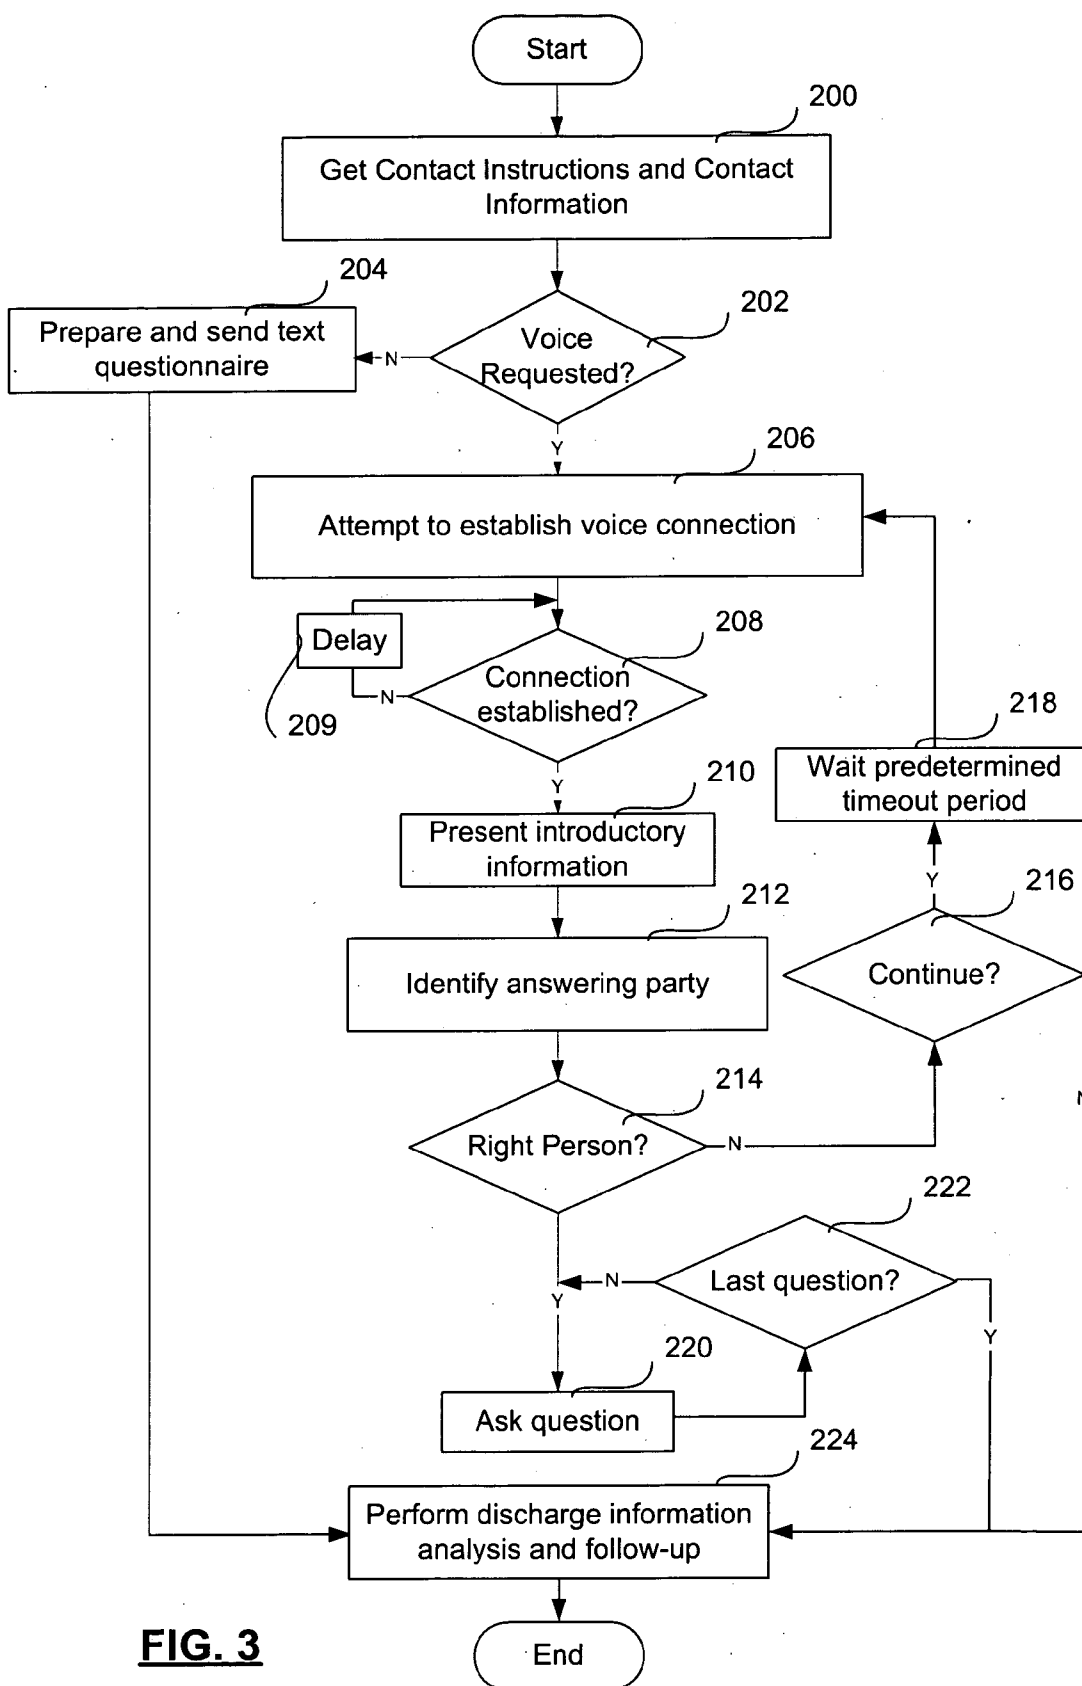 Start
200
Get Contact Instructions and Contact
Information
204
202
Prepare and send text
questionnaire
N
Voice
Requested?
Y
206
Attempt to establish voice connection
Delay
208
209
N
Connection
established?
218
Y
210
Wait predetermined
timeout period
Present introductory
information
Y
216
212
Identify answering party
Continue?
214
N
Right Person?
N
222
Last question?
N
Y
Y
220
Ask question
224
Perform discharge information
analysis and follow-up
End
FIG. 3